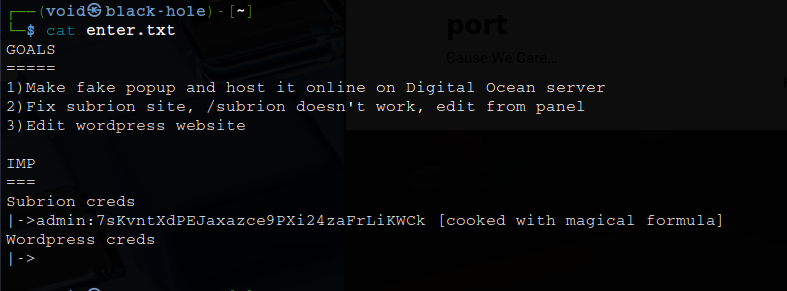 ┌──(void㉿black-hole)-[~]
└─$ cat enter.txt
port
Cause We Care...
GOALS
=====
1)Make fake popup and host it online on Digital Ocean server
2)Fix subrion site, /subrion doesn't work, edit from panel
3)Edit wordpress website
IMP
===
Subrion creds
|->admin:7sKvntXdPEJaxazce9PXi24zaFrLiKWCk [cooked with magical formula]
Wordpress creds
|->